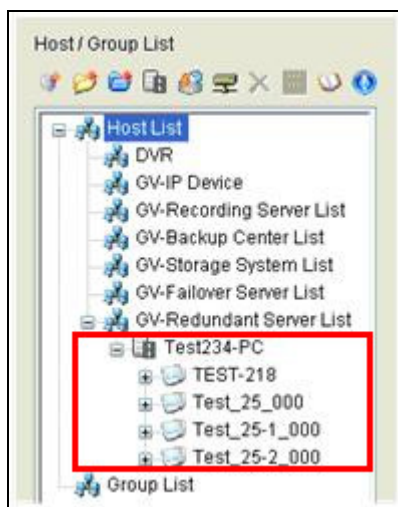 Host / Group List
Host List
DVR
GV-IP Device
GV-Recording Server List
GV-Backup Center List
GV-Storage System List
GV-Failover Server List
GV-Redundant Server List
Test234-PC
TEST-218
Test_25_000
Test_25-1_000
Test_25-2_000
Group List